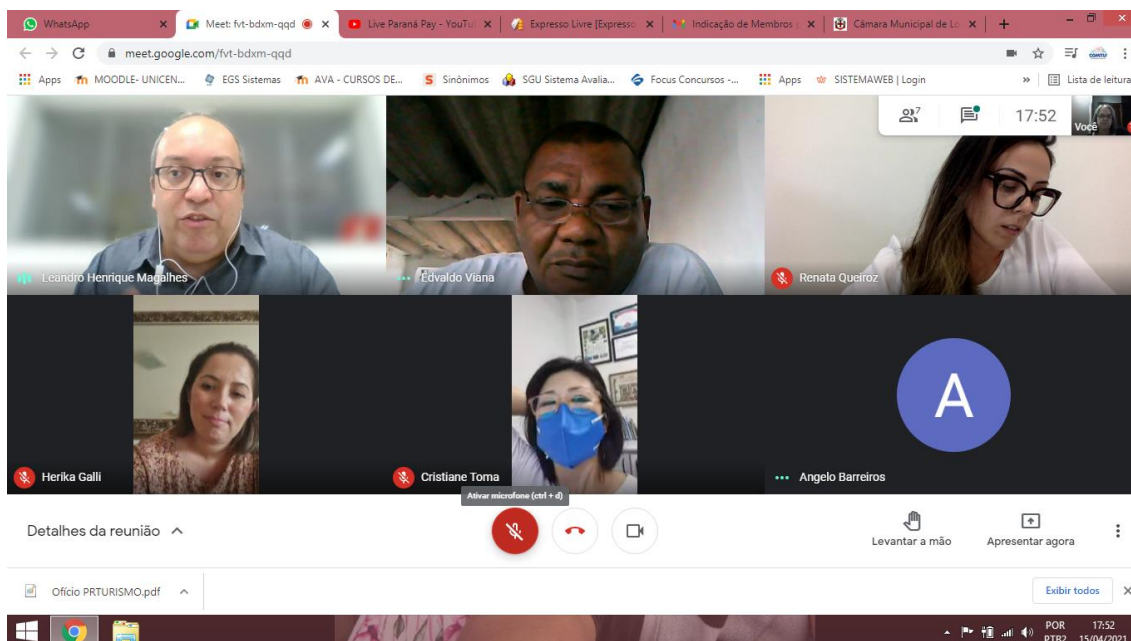 WhatsApp
Meet: fvt-bdxm-qqd
Live Paraná Pay - YouTu
Expresso Livre [Expresso
Indicação de Membros
Câmara Municipal de Lo
meet.google.com/fvt-bdxm-qqd
Apps
MOODLE- UNICEN...
EGS Sistemas
AVA - CURSOS DE...
Sinônimos
SGU Sistema Avalia...
Focus Concursos -...
Apps
SISTEMAWEB | Login
»
Lista de leitura
7
17:52
Você
Leandro Henrique Magalhes
Edvaldo Viana
Renata Queiroz
Herika Galli
Cristiane Toma
A
Angelo Barreiros
Ativar microfone (ctrl + d)
Detalhes da reunião
Levantar a mão
Apresentar agora
Ofício PRTURISMO.pdf
Exibir todos
POR
PTB2
17:52
15/04/2021